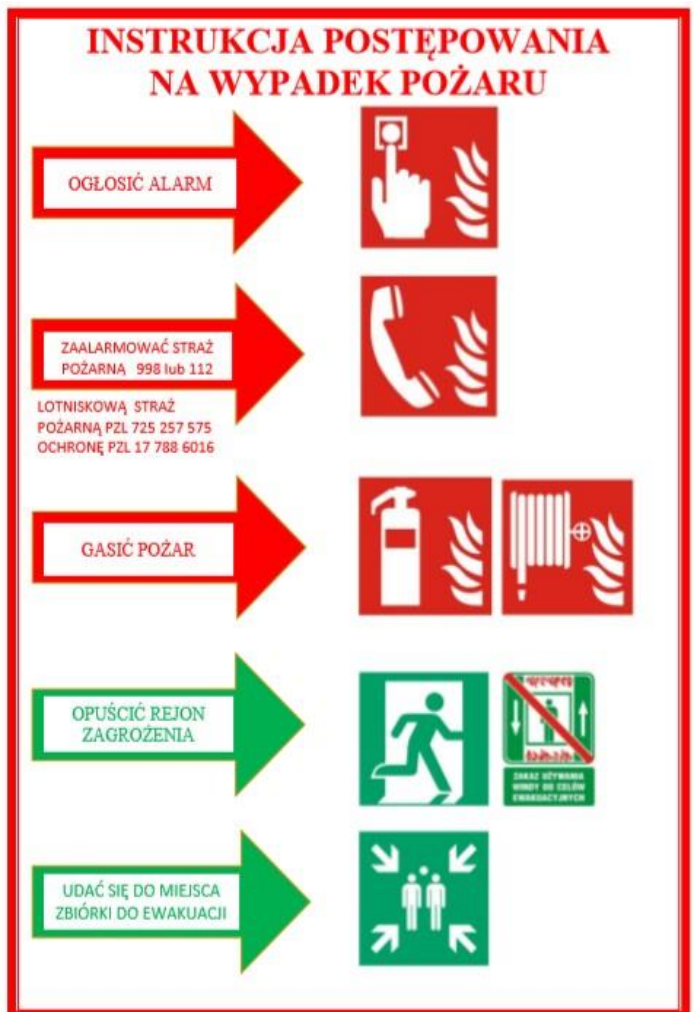 INSTRUKCJA POSTĘPOWANIA
NA WYPADEK POŻARU
OGŁOSIĆ ALARM
ZAALARMOWAĆ STRAŻ
POŻARNĄ 998 lub 112
LOTNISKOWĄ STRAŻ
POŻARNĄ PZL 725 257 575
OCHRONĘ PZL 17 788 6016
GASIĆ POŻAR
OPUŚCIĆ REJON
ZAGROŻENIA
ZAKAZ UŻYWANIA
WINDY DO CELÓW
EWAKUACYJNYCH
UDAĆ SIĘ DO MIEJSCA
ZBIÓRKI DO EWAKUACJI